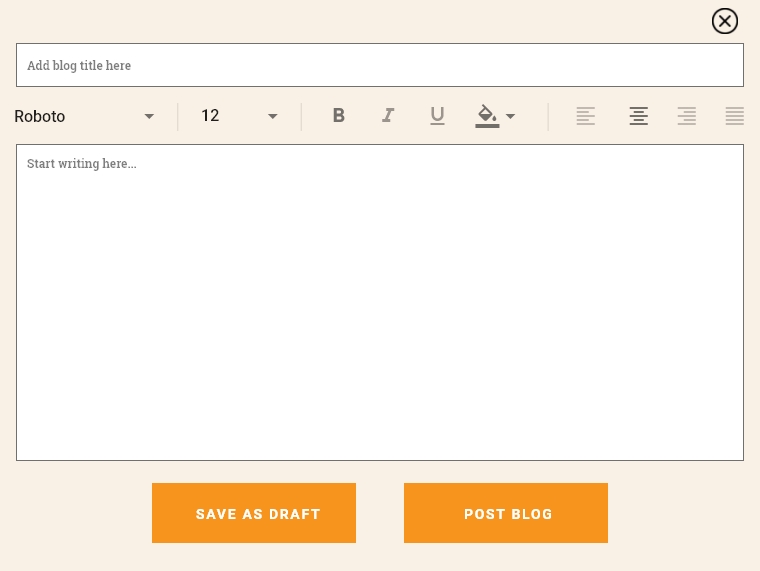 Add blog title here
Roboto 12 B I U
Start writing here...
SAVE AS DRAFT POST BLOG